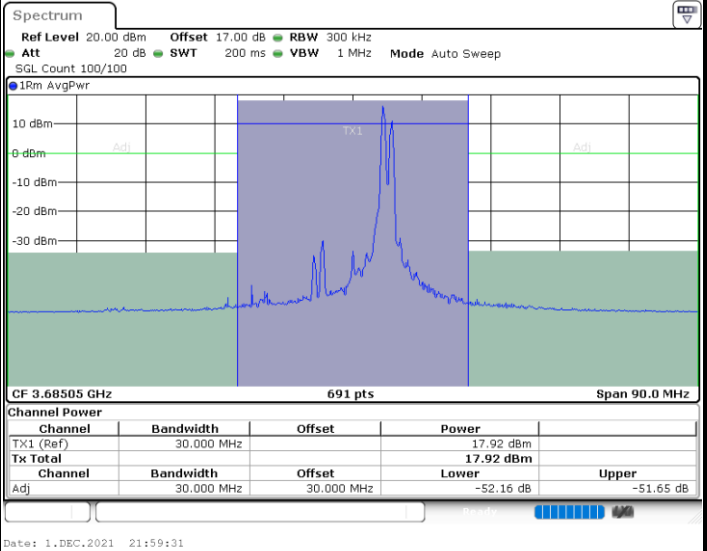 Spectrum
Ref Level 20.00 dBm Offset 17.00 dB RBW 300 kHz
Att 20 dB SWT 200 ms VBW 1 MHz Mode Auto Sweep
SGL Count 100/100
1Rm AvgPwr
10 dBm
TX1
Adj
Adj
0 dBm
-10 dBm
-20 dBm
-30 dBm
CF 3.68505 GHz 691 pts Span 90.0 MHz
Channel Power
Channel Bandwidth Offset Power
TX1 (Ref) 30.000 MHz 17.92 dBm
Tx Total 17.92 dBm
Channel Bandwidth Offset Lower Upper
Adj 30.000 MHz 30.000 MHz -52.16 dB -51.65 dB
Ready
Date: 1.DEC.2021 21:59:31